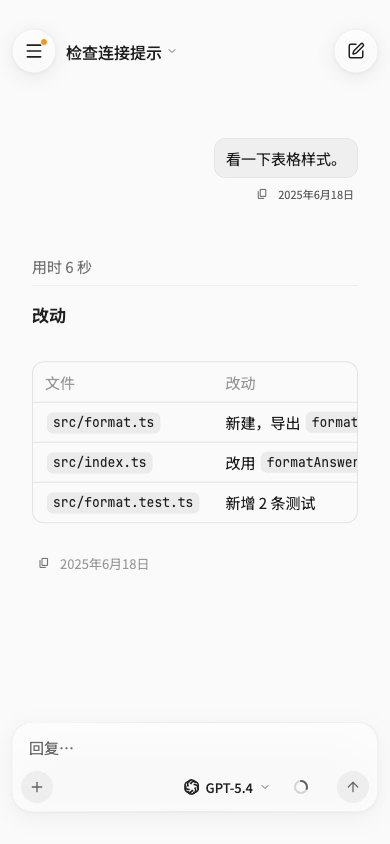 检查连接提示
看一下表格样式。
2025年6月18日
用时 6 秒
改动
文件 改动
src/format.ts 新建，导出 format
src/index.ts 改用 formatAnswer
src/format.test.ts 新增 2 条测试
2025年6月18日
回复…
GPT-5.4